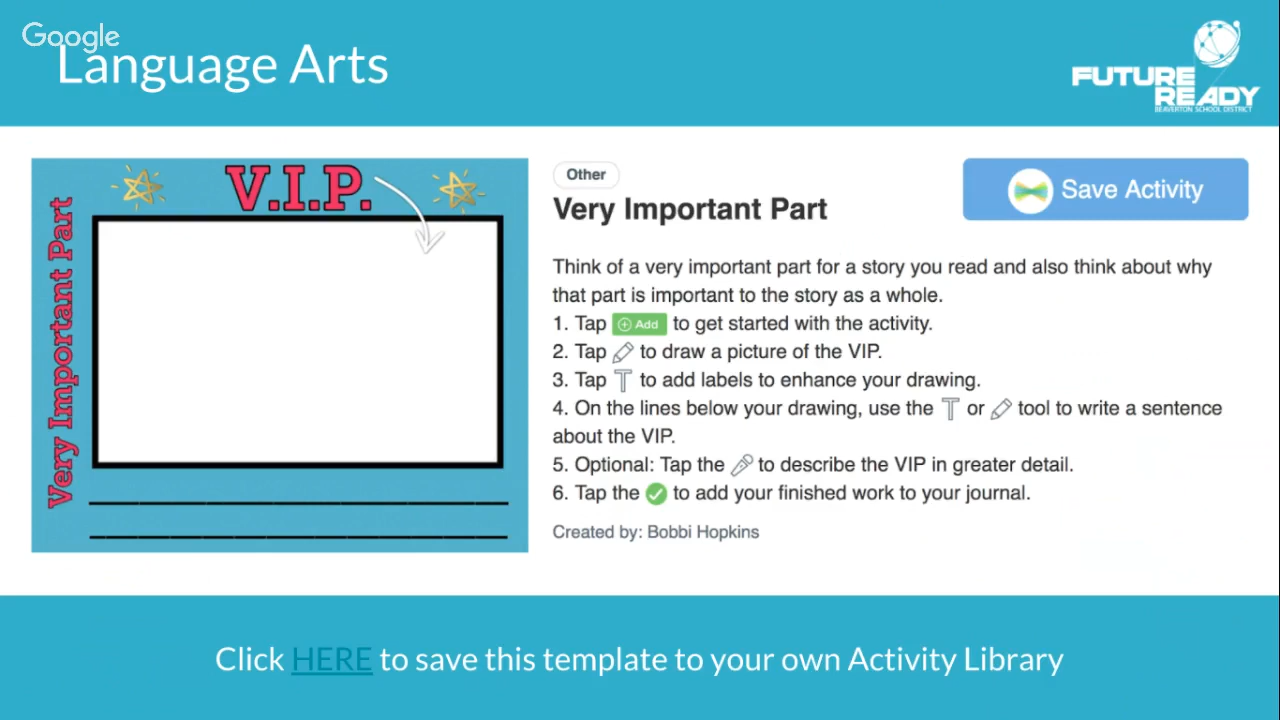 Google
Language Arts
FUTURE
READY
BEAVERTON SCHOOL DISTRICT
V.I.P.
Very Important Part
Other
Very Important Part
Save Activity
Think of a very important part for a story you read and also think about why
that part is important to the story as a whole.
1. Tap Add to get started with the activity.
2. Tap to draw a picture of the VIP.
3. Tap T to add labels to enhance your drawing.
4. On the lines below your drawing, use the T or tool to write a sentence
about the VIP.
5. Optional: Tap the to describe the VIP in greater detail.
6. Tap the to add your finished work to your journal.
Created by: Bobbi Hopkins
Click HERE to save this template to your own Activity Library